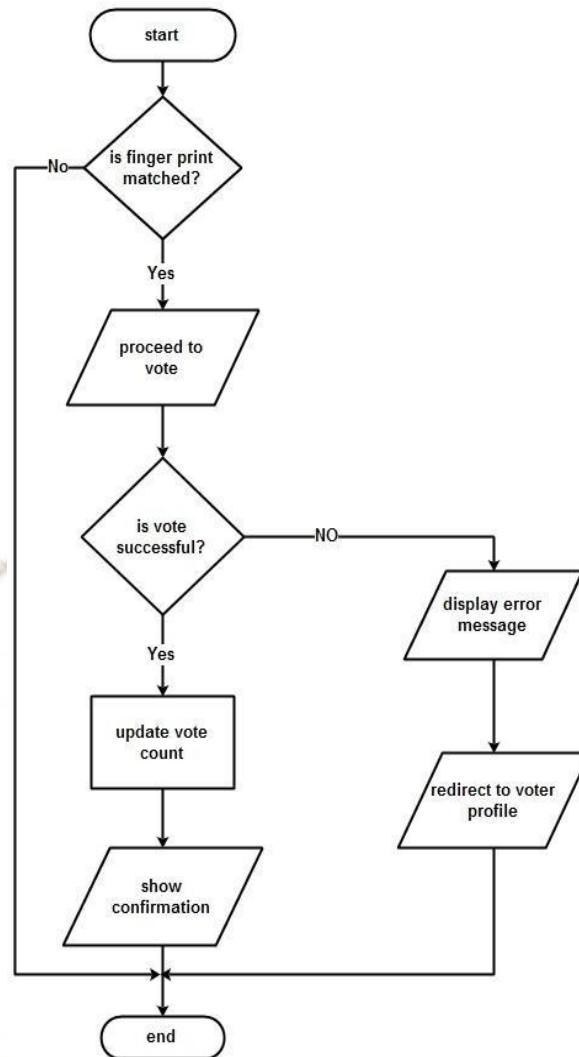 start
is finger print
matched?
No
Yes
proceed to
vote
is vote
successful?
NO
display error
message
Yes
update vote
count
redirect to voter
profile
show
confirmation
end